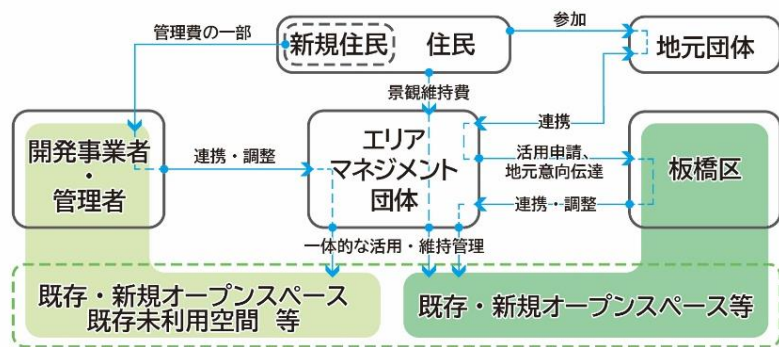 管理費の一部
新規住民
住民
参加
地元団体
景観維持費
連携
開発事業者
・
管理者
連携・調整
エリア
マネジメント
団体
活用申請、
地元意向伝達
連携・調整
板橋区
一体的な活用・維持管理
既存・新規オープンスペース
既存未利用空間 等
既存・新規オープンスペース等